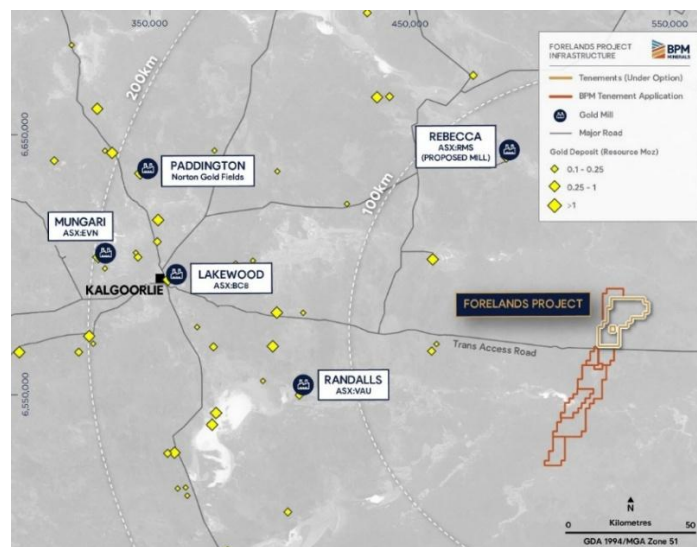 350,000
450,000
550,000
6,650,000
6,550,000
200km
100km
FORELANDS PROJECT
INFRASTRUCTURE
BPM
MINERALS
Tenements (Under Option)
BPM Tenement Application
Gold Mill
Major Road
Gold Deposit (Resource Moz)
0.1 - 0.25
0.25 - 1
>1
REBECCA
ASX:RMS
(PROPOSED MILL)
PADDINGTON
Norton Gold Fields
MUNGARI
ASX:EVN
LAKEWOOD
ASX:BC8
KALGOORLIE
FORELANDS PROJECT
Trans Access Road
RANDALLS
ASX:VAU
N
0 Kilometres 50
GDA 1994/MGA Zone 51